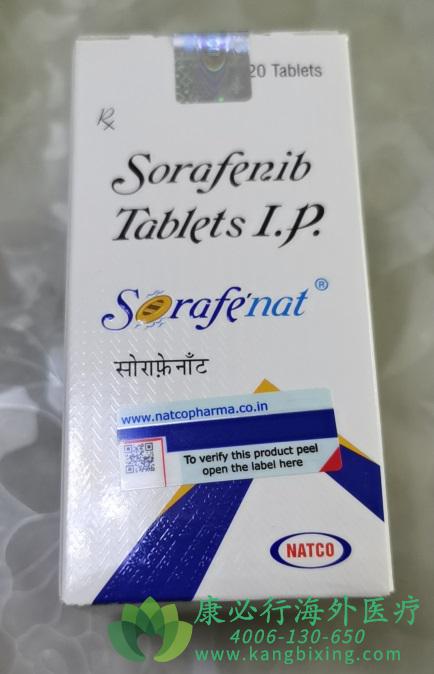 20 Tablets
Rx
Sorafenib
Tablets I.P.
Sorafenat®
सोराफ़ेनॉंट
www.natcopharma.co.in
To verify this product peel
open the label here
NATCO
康必行海外医疗
4006-130-650
www.kangbixing.com